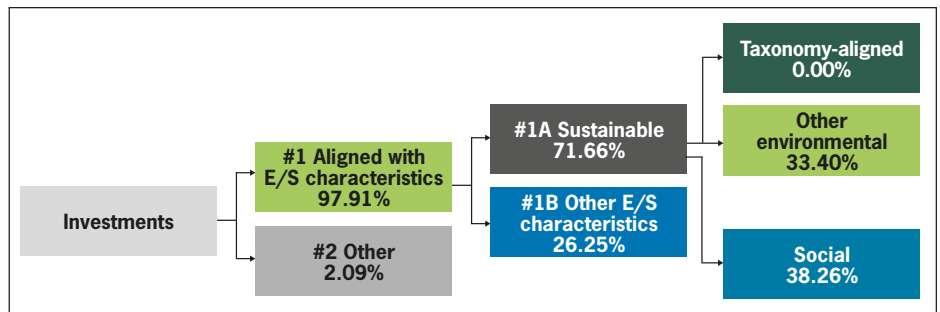 Investments
#1 Aligned with
E/S characteristics
97.91%
#2 Other
2.09%
#1A Sustainable
71.66%
#1B Other E/S
characteristics
26.25%
Taxonomy-aligned
0.00%
Other
environmental
33.40%
Social
38.26%